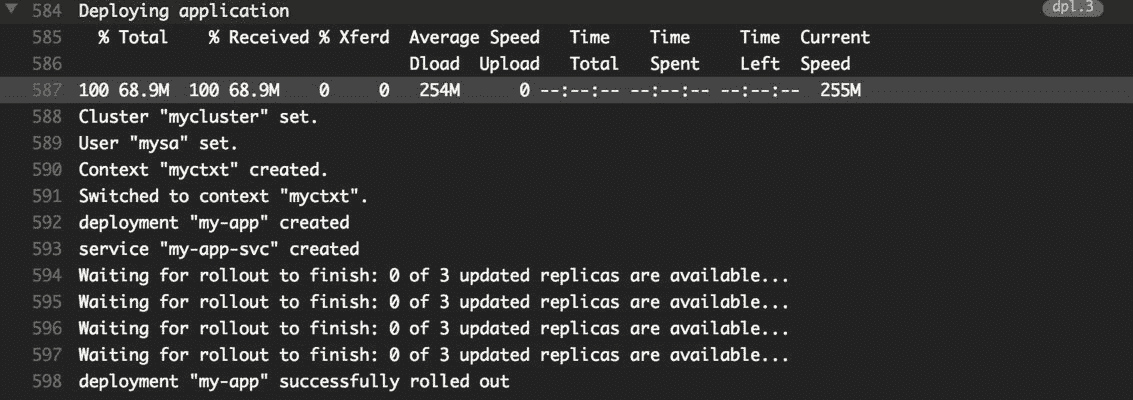 584 Deploying application dpl.3
585 % Total % Received % Xferd Average Speed Time Time Time Current
586 Dload Upload Total Spent Left Speed
587 100 68.9M 100 68.9M 0 0 254M 0 --:--:-- --:--:-- --:--:-- 255M
588 Cluster "mycluster" set.
589 User "mysa" set.
590 Context "myctxt" created.
591 Switched to context "myctxt".
592 deployment "my-app" created
593 service "my-app-svc" created
594 Waiting for rollout to finish: 0 of 3 updated replicas are available...
595 Waiting for rollout to finish: 0 of 3 updated replicas are available...
596 Waiting for rollout to finish: 0 of 3 updated replicas are available...
597 Waiting for rollout to finish: 0 of 3 updated replicas are available...
598 deployment "my-app" successfully rolled out